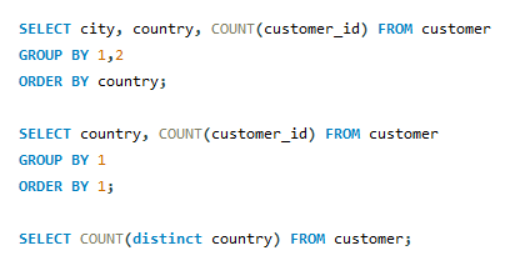 SELECT city, country, COUNT(customer_id) FROM customer
GROUP BY 1,2
ORDER BY country;
SELECT country, COUNT(customer_id) FROM customer
GROUP BY 1
ORDER BY 1;
SELECT COUNT(distinct country) FROM customer;